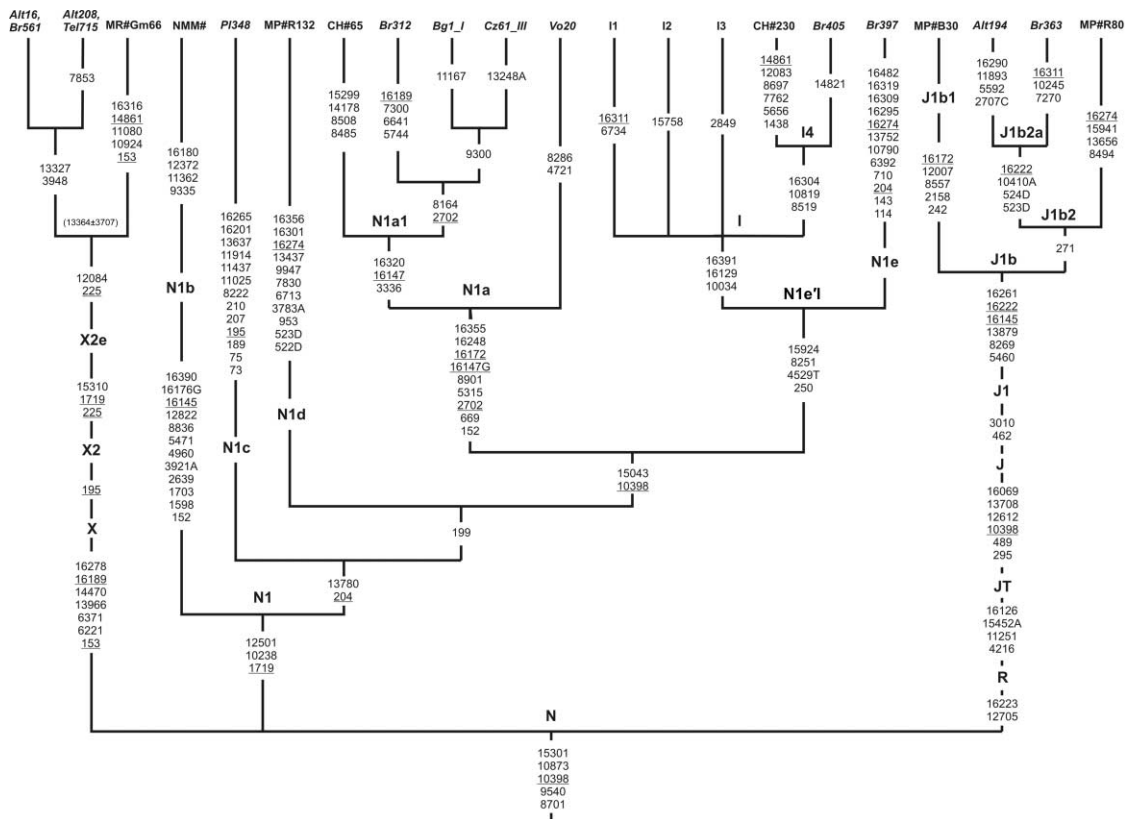 Alt16,
Br561
Alt208,
Tel715
MR#Gm66
NMM#
Pl348
MP#R132
CH#65
Br312
Bg1_I
Cz61_III
Vo20
I1
I2
I3
CH#230
Br405
Br397
MP#B30
Alt194
Br363
MP#R80
7853
13327
3948
16316
14861
11080
10924
153
(13364±3707)
12084
225
X2e
15310
1719
225
X2
195
X
16278
16189
14470
13966
6371
6221
153
16180
12372
11362
9335
N1b
16390
16176G
16145
12822
8836
5471
4960
3921A
2639
1703
1598
152
16265
16201
13637
11914
11437
11025
8222
210
207
195
189
75
73
N1c
16356
16301
16274
13437
9947
7830
6713
3783A
953
523D
522D
N1d
15299
14178
8508
8485
16189
7300
6641
5744
11167
13248A
9300
8164
2702
N1a1
16320
16147
3336
8286
4721
N1a
16355
16248
16172
16147G
8901
5315
2702
669
152
16311
6734
15758
2849
14861
12083
8697
7762
5656
1438
14821
I4
16304
10819
8519
I
16391
16129
10034
16482
16319
16309
16295
16274
13752
10790
6392
710
204
143
114
N1e
N1e'I
15924
8251
4529T
250
15043
10398
199
13780
204
N1
12501
10238
1719
J1b1
16172
12007
8557
2158
242
16290
11893
5592
2707C
16311
10245
7270
J1b2a
16222
10410A
524D
523D
16274
15941
13656
8494
J1b2
271
J1b
16261
16222
16145
13879
8269
5460
J1
3010
462
J
16069
13708
12612
10398
489
295
JT
16126
15452A
11251
4216
R
16223
12705
N
15301
10873
10398
9540
8701